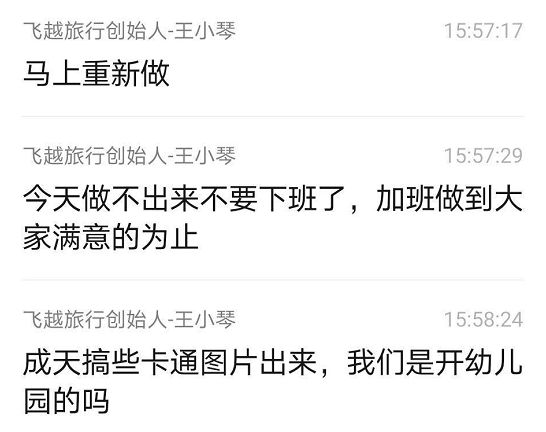 飞越旅行创始人-王小琴 15:57:17
马上重新做
飞越旅行创始人-王小琴 15:57:29
今天做不出来不要下班了，加班做到大
家满意的为止
飞越旅行创始人-王小琴 15:58:24
成天搞些卡通图片出来，我们是开幼儿
园的吗